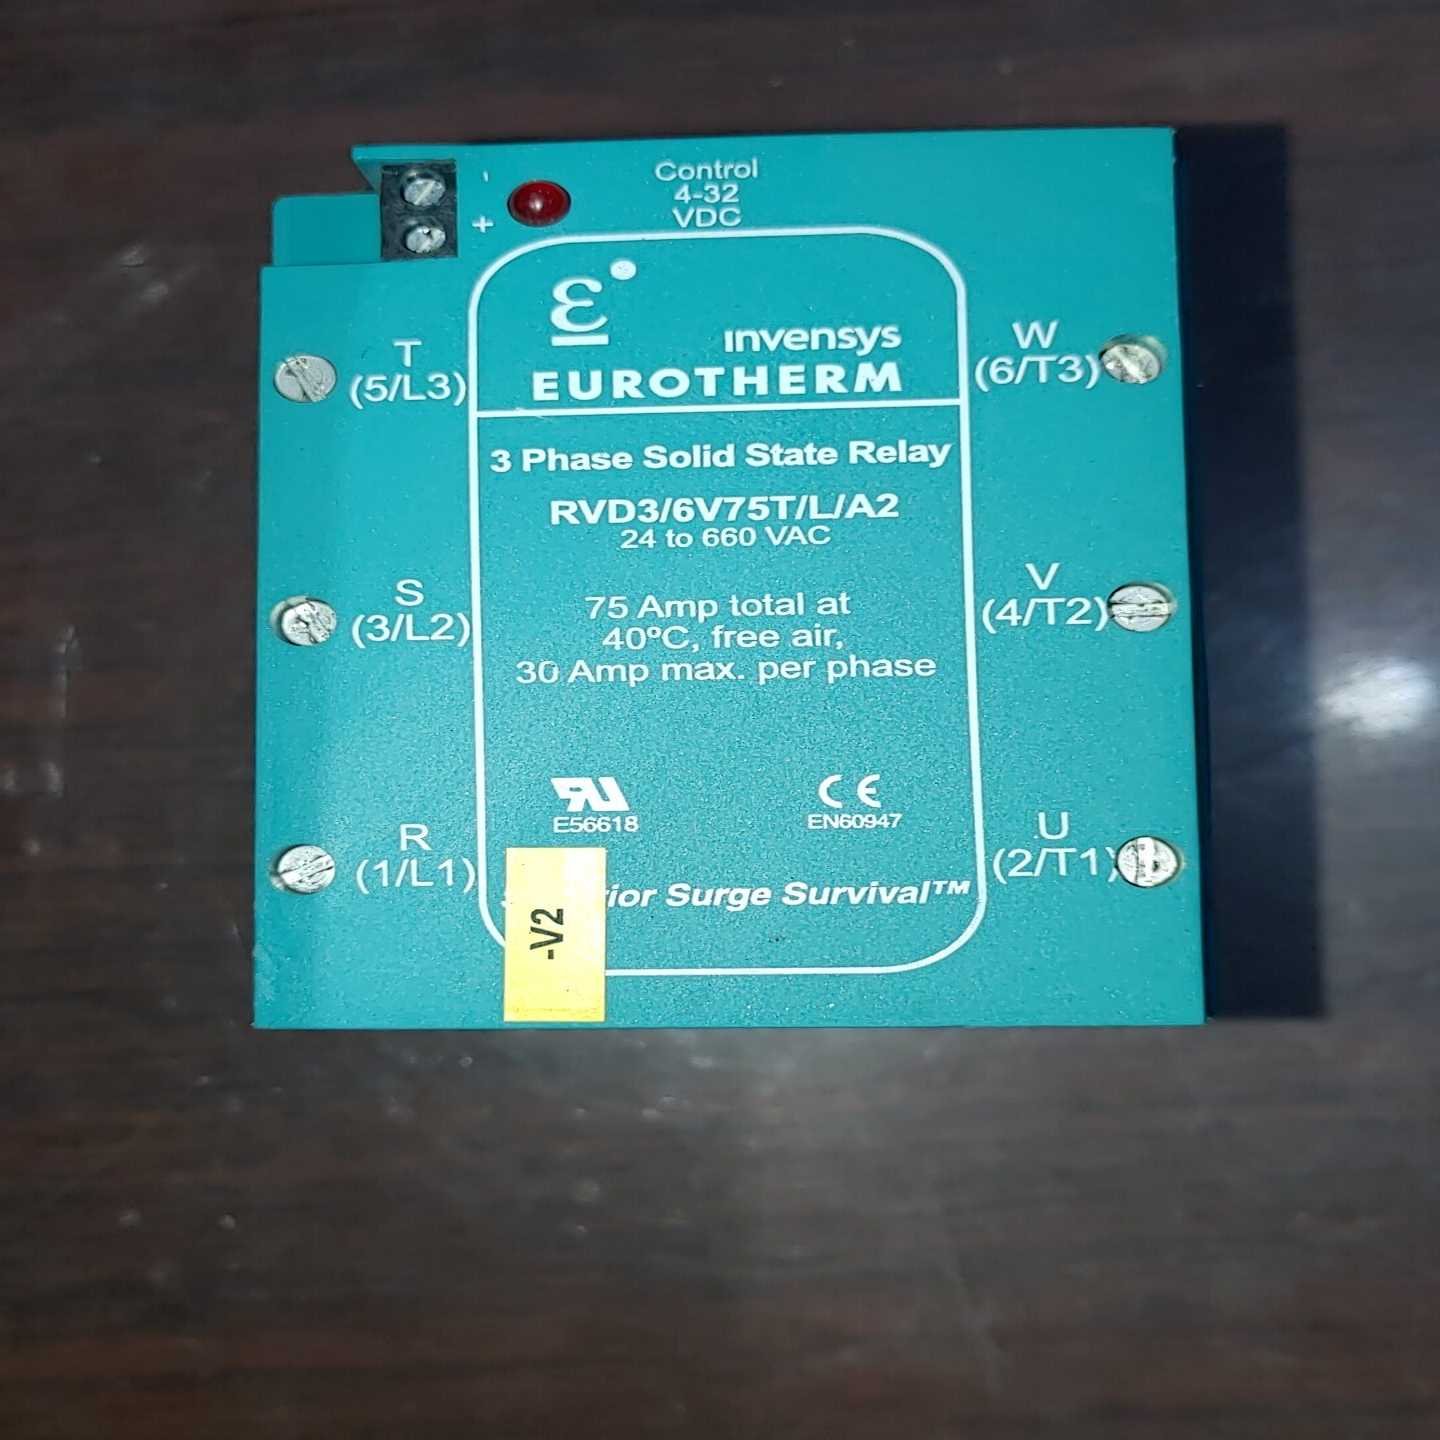 -
+
Control
4-32
VDC
ε
ınvensys
EUROTHERM
T
(5/L3)
W
(6/T3)
3 Phase Solid State Relay
RVD3/6V75T/L/A2
24 to 660 VAC
S
(3/L2)
V
(4/T2)
75 Amp total at
40ºC, free air,
30 Amp max. per phase
RU
E56618
CE
EN60947
R
(1/L1)
U
(2/T1)
Surge Survival™
-V2